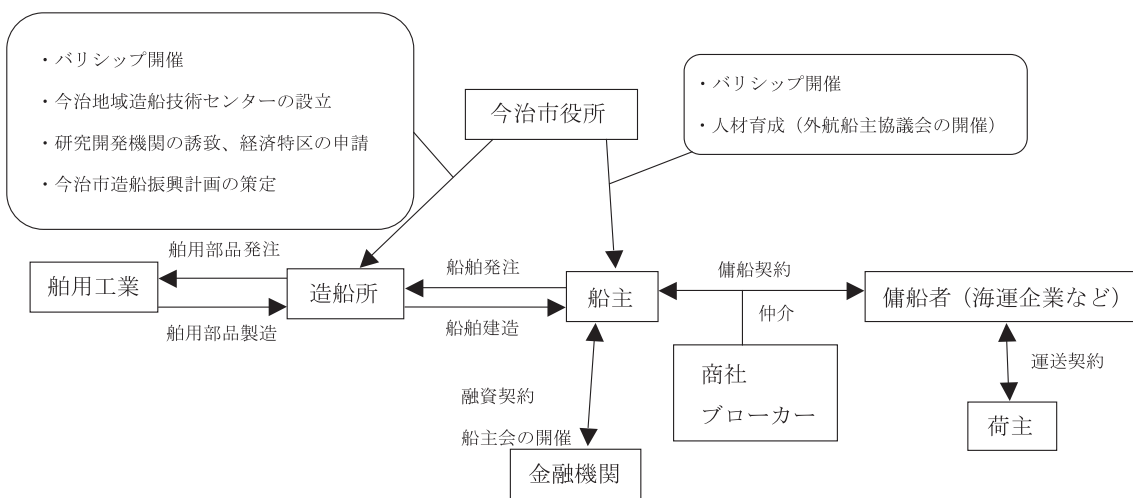 ・バリシップ開催
・今治地域造船技術センターの設立
・研究開発機関の誘致、経済特区の申請
・今治市造船振興計画の策定
今治市役所
・バリシップ開催
・人材育成（外航船主協議会の開催）
舶用部品発注
舶用工業
舶用部品製造
造船所
船舶発注
船舶建造
船主
傭船契約
仲介
傭船者（海運企業など）
商社
ブローカー
運送契約
荷主
融資契約
船主会の開催
金融機関